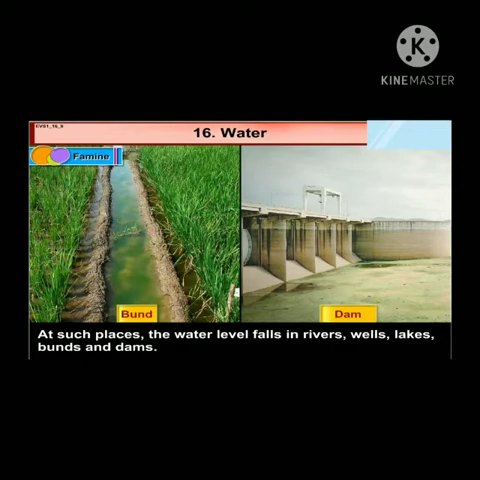 KINEMASTER
EVS1_16_9
16. Water
Famine
Bund
Dam
At such places, the water level falls in rivers, wells, lakes,
bunds and dams.